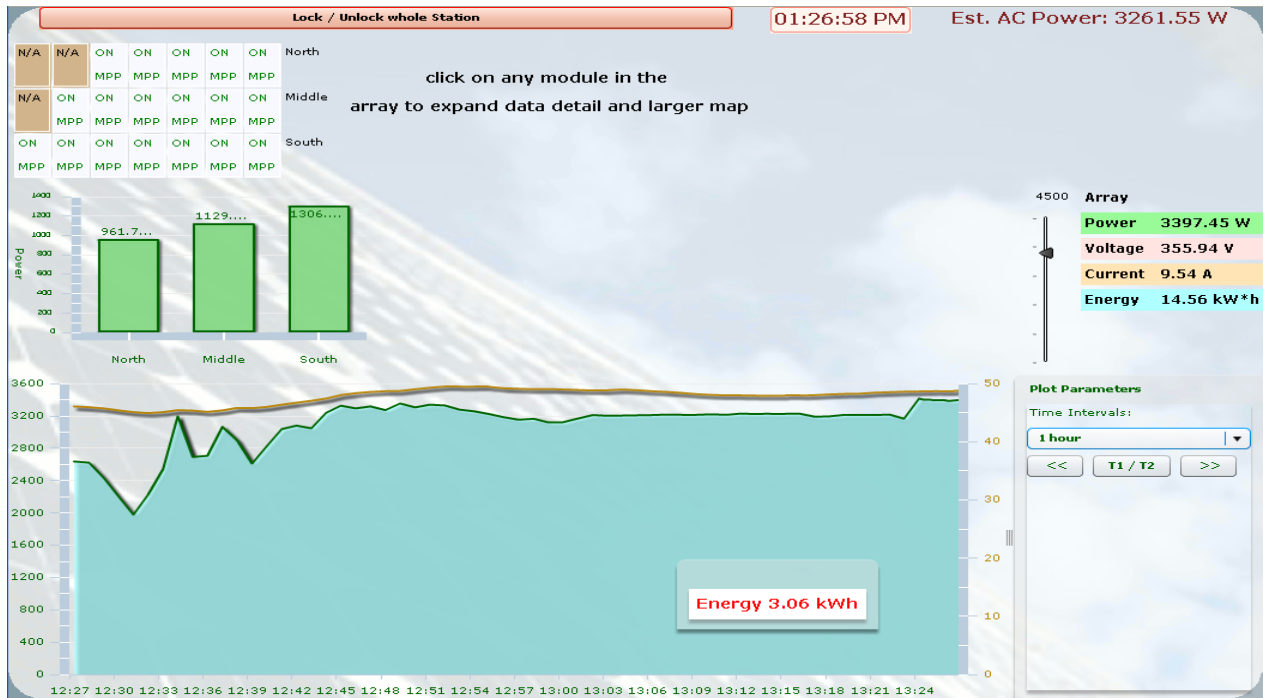 Lock / Unlock whole Station
01:26:58 PM
Est. AC Power: 3261.55 W
N/A N/A ON ON ON ON ON North
MPP MPP MPP MPP MPP
click on any module in the
array to expand data detail and larger map
N/A ON ON ON ON ON ON Middle
MPP MPP MPP MPP MPP MPP
ON ON ON ON ON ON ON South
MPP MPP MPP MPP MPP MPP MPP
1400
1200
1000
800
600
400
200
0
Power
961.7...
1129....
1306....
North Middle South
4500 Array
Power 3397.45 W
Voltage 355.94 V
Current 9.54 A
Energy 14.56 kW*h
3600
3200
2800
2400
2000
1600
1200
800
400
0
50
40
30
20
10
0
Energy 3.06 kWh
12:27 12:30 12:33 12:36 12:39 12:42 12:45 12:48 12:51 12:54 12:57 13:00 13:03 13:06 13:09 13:12 13:15 13:18 13:21 13:24
Plot Parameters
Time Intervals:
1 hour
<< T1 / T2 >>